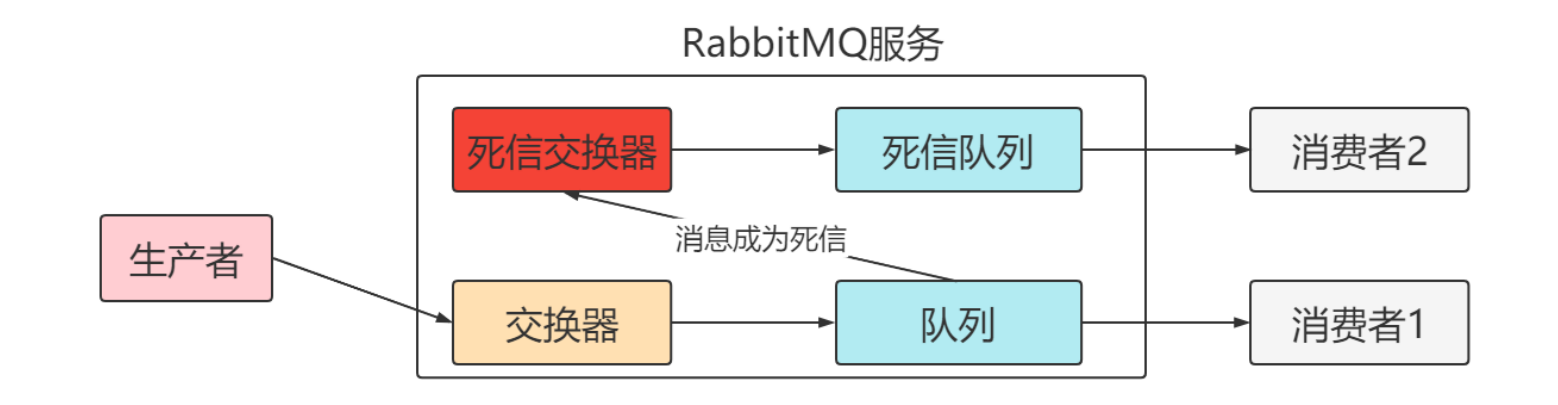 RabbitMQ服务
死信交换器
死信队列
消费者2
消息成为死信
生产者
交换器
队列
消费者1